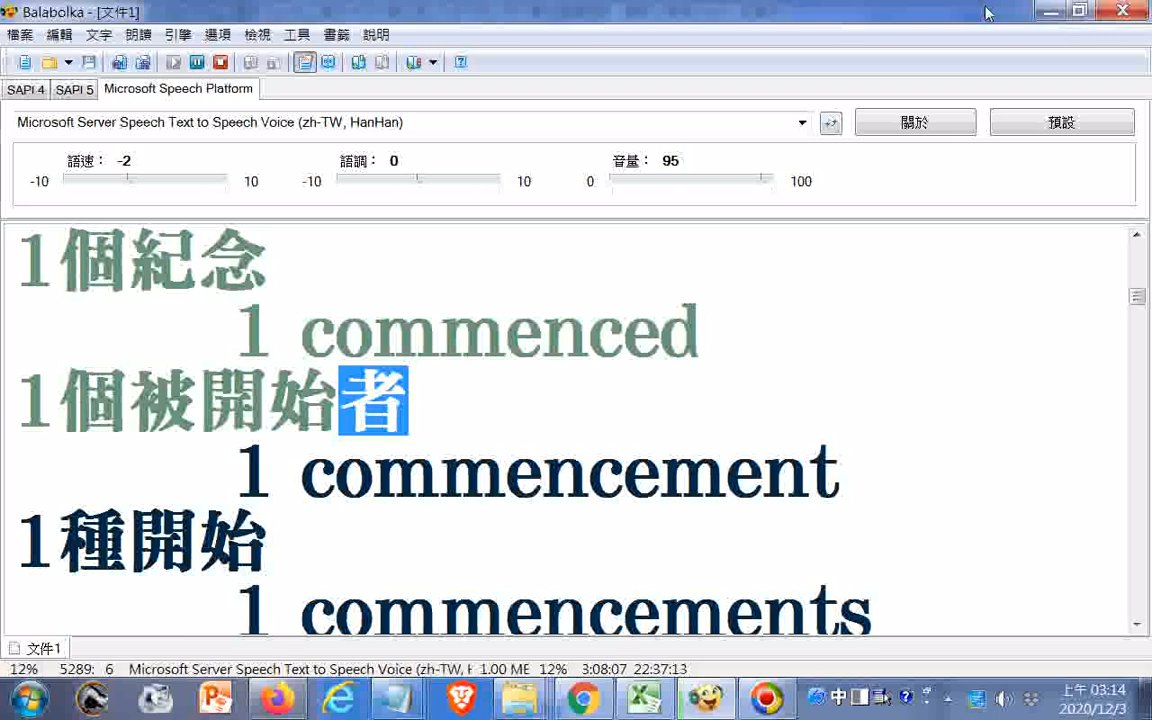 Balabolka - [文件1]
檔案 編輯 文字 朗讀 引擎 選項 檢視 工具 書籤 說明
SAPI 4 SAPI 5 Microsoft Speech Platform
Microsoft Server Speech Text to Speech Voice (zh-TW, HanHan) 關於 預設
語速： -2 語調： 0 音量： 95
-10 10 -10 10 0 100
1個紀念
1 commenced
1個被開始者
1 commencement
1種開始
1 commencements
文件1
12% 5289: 6 Microsoft Server Speech Text to Speech Voice (zh-TW, 1.00 ME 12% 3:08:07 22:37:13
中 上午 03:14
2020/12/3